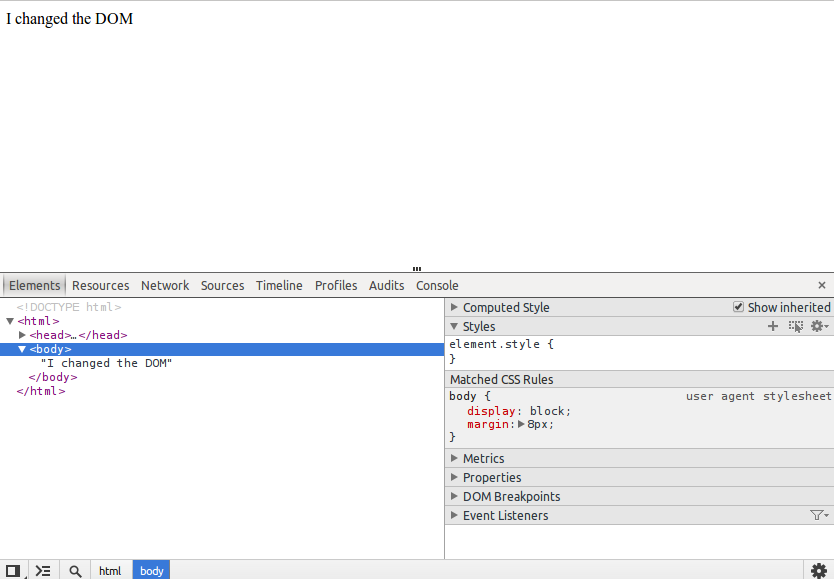 I changed the DOM
Elements Resources Network Sources Timeline Profiles Audits Console ×
<!DOCTYPE html>
▼<html>
▶<head>…</head>
▼<body>
"I changed the DOM"
</body>
</html>
▶ Computed Style Show inherited
▼ Styles
element.style {
}
Matched CSS Rules
body { user agent stylesheet
display: block;
margin:▶8px;
}
▶ Metrics
▶ Properties
▶ DOM Breakpoints
▶ Event Listeners
html body